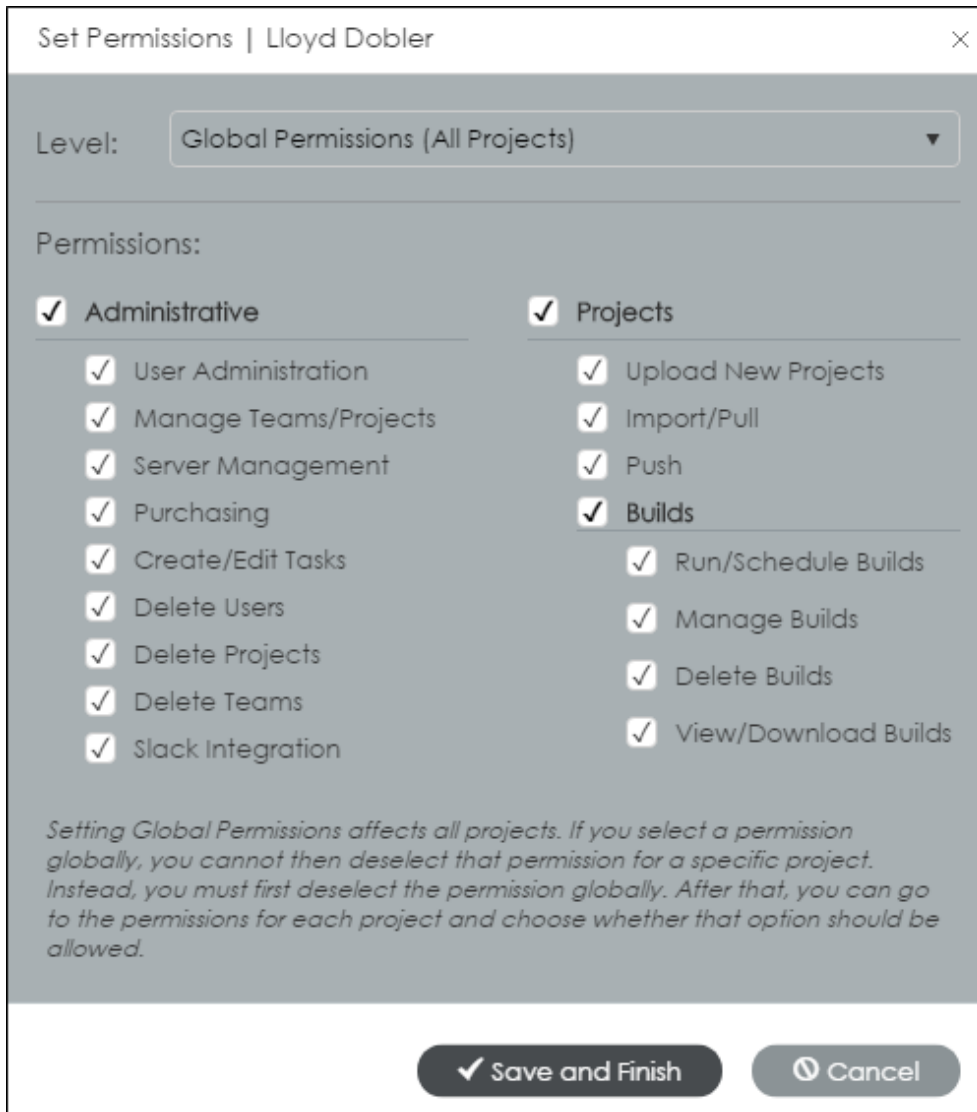 Set Permissions | Lloyd Dobler
Level:
Global Permissions (All Projects)
Permissions:
Administrative
User Administration
Manage Teams/Projects
Server Management
Purchasing
Create/Edit Tasks
Delete Users
Delete Projects
Delete Teams
Slack Integration
Projects
Upload New Projects
Import/Pull
Push
Builds
Run/Schedule Builds
Manage Builds
Delete Builds
View/Download Builds
Setting Global Permissions affects all projects. If you select a permission
globally, you cannot then deselect that permission for a specific project.
Instead, you must first deselect the permission globally. After that, you can go
to the permissions for each project and choose whether that option should be
allowed.
Save and Finish
Cancel